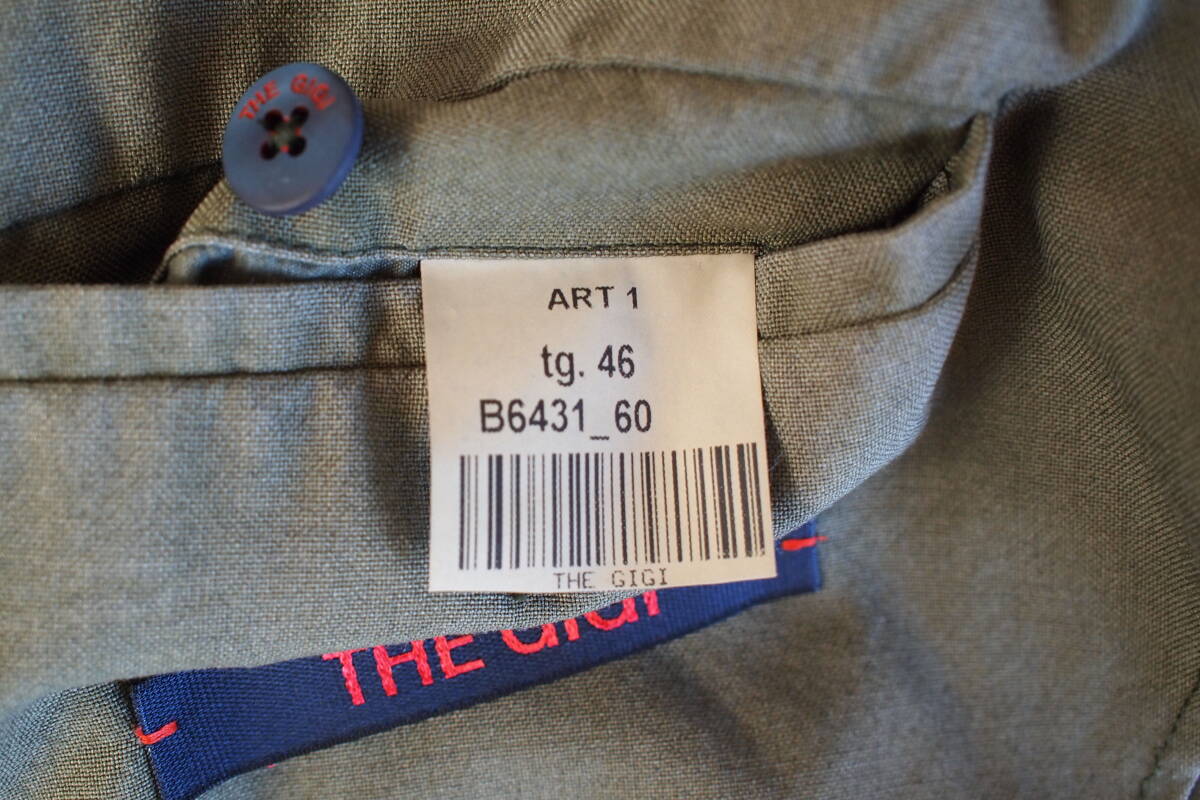 THE GIGI
ART 1
tg. 46
B6431_60
THE GIGI
THE GIGI